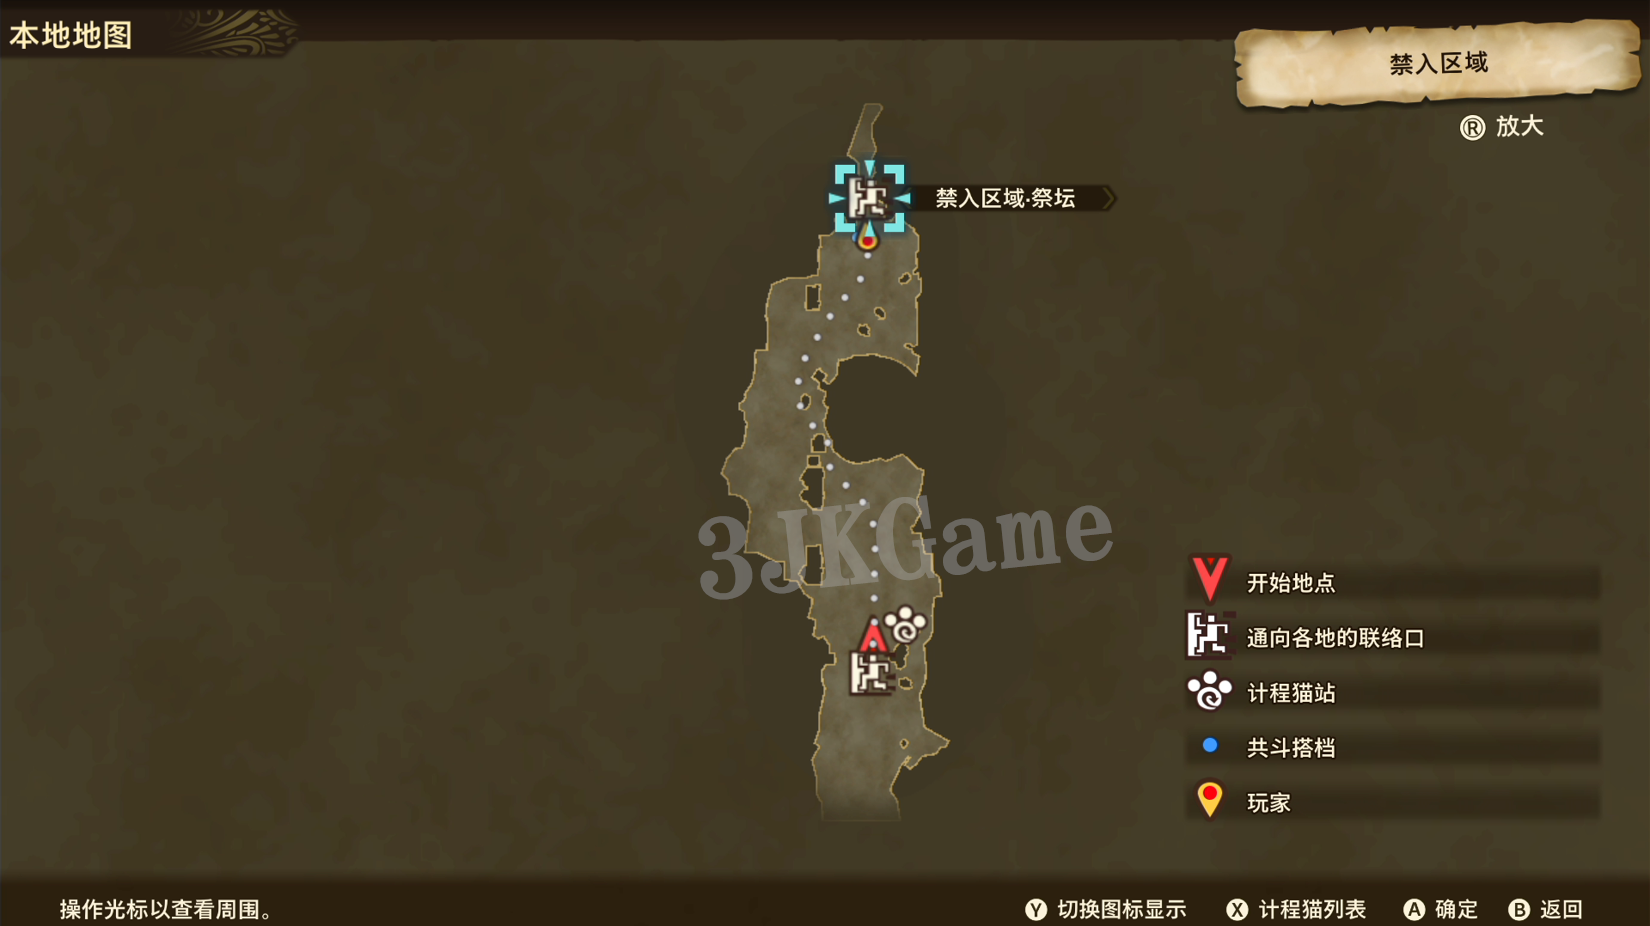 本地地图
禁入区域
R 放大
禁入区域·祭坛
3JKGame
开始地点
通向各地的联络口
计程猫站
共斗搭档
玩家
操作光标以查看周围。
Y 切换图标显示 X 计程猫列表 A 确定 B 返回